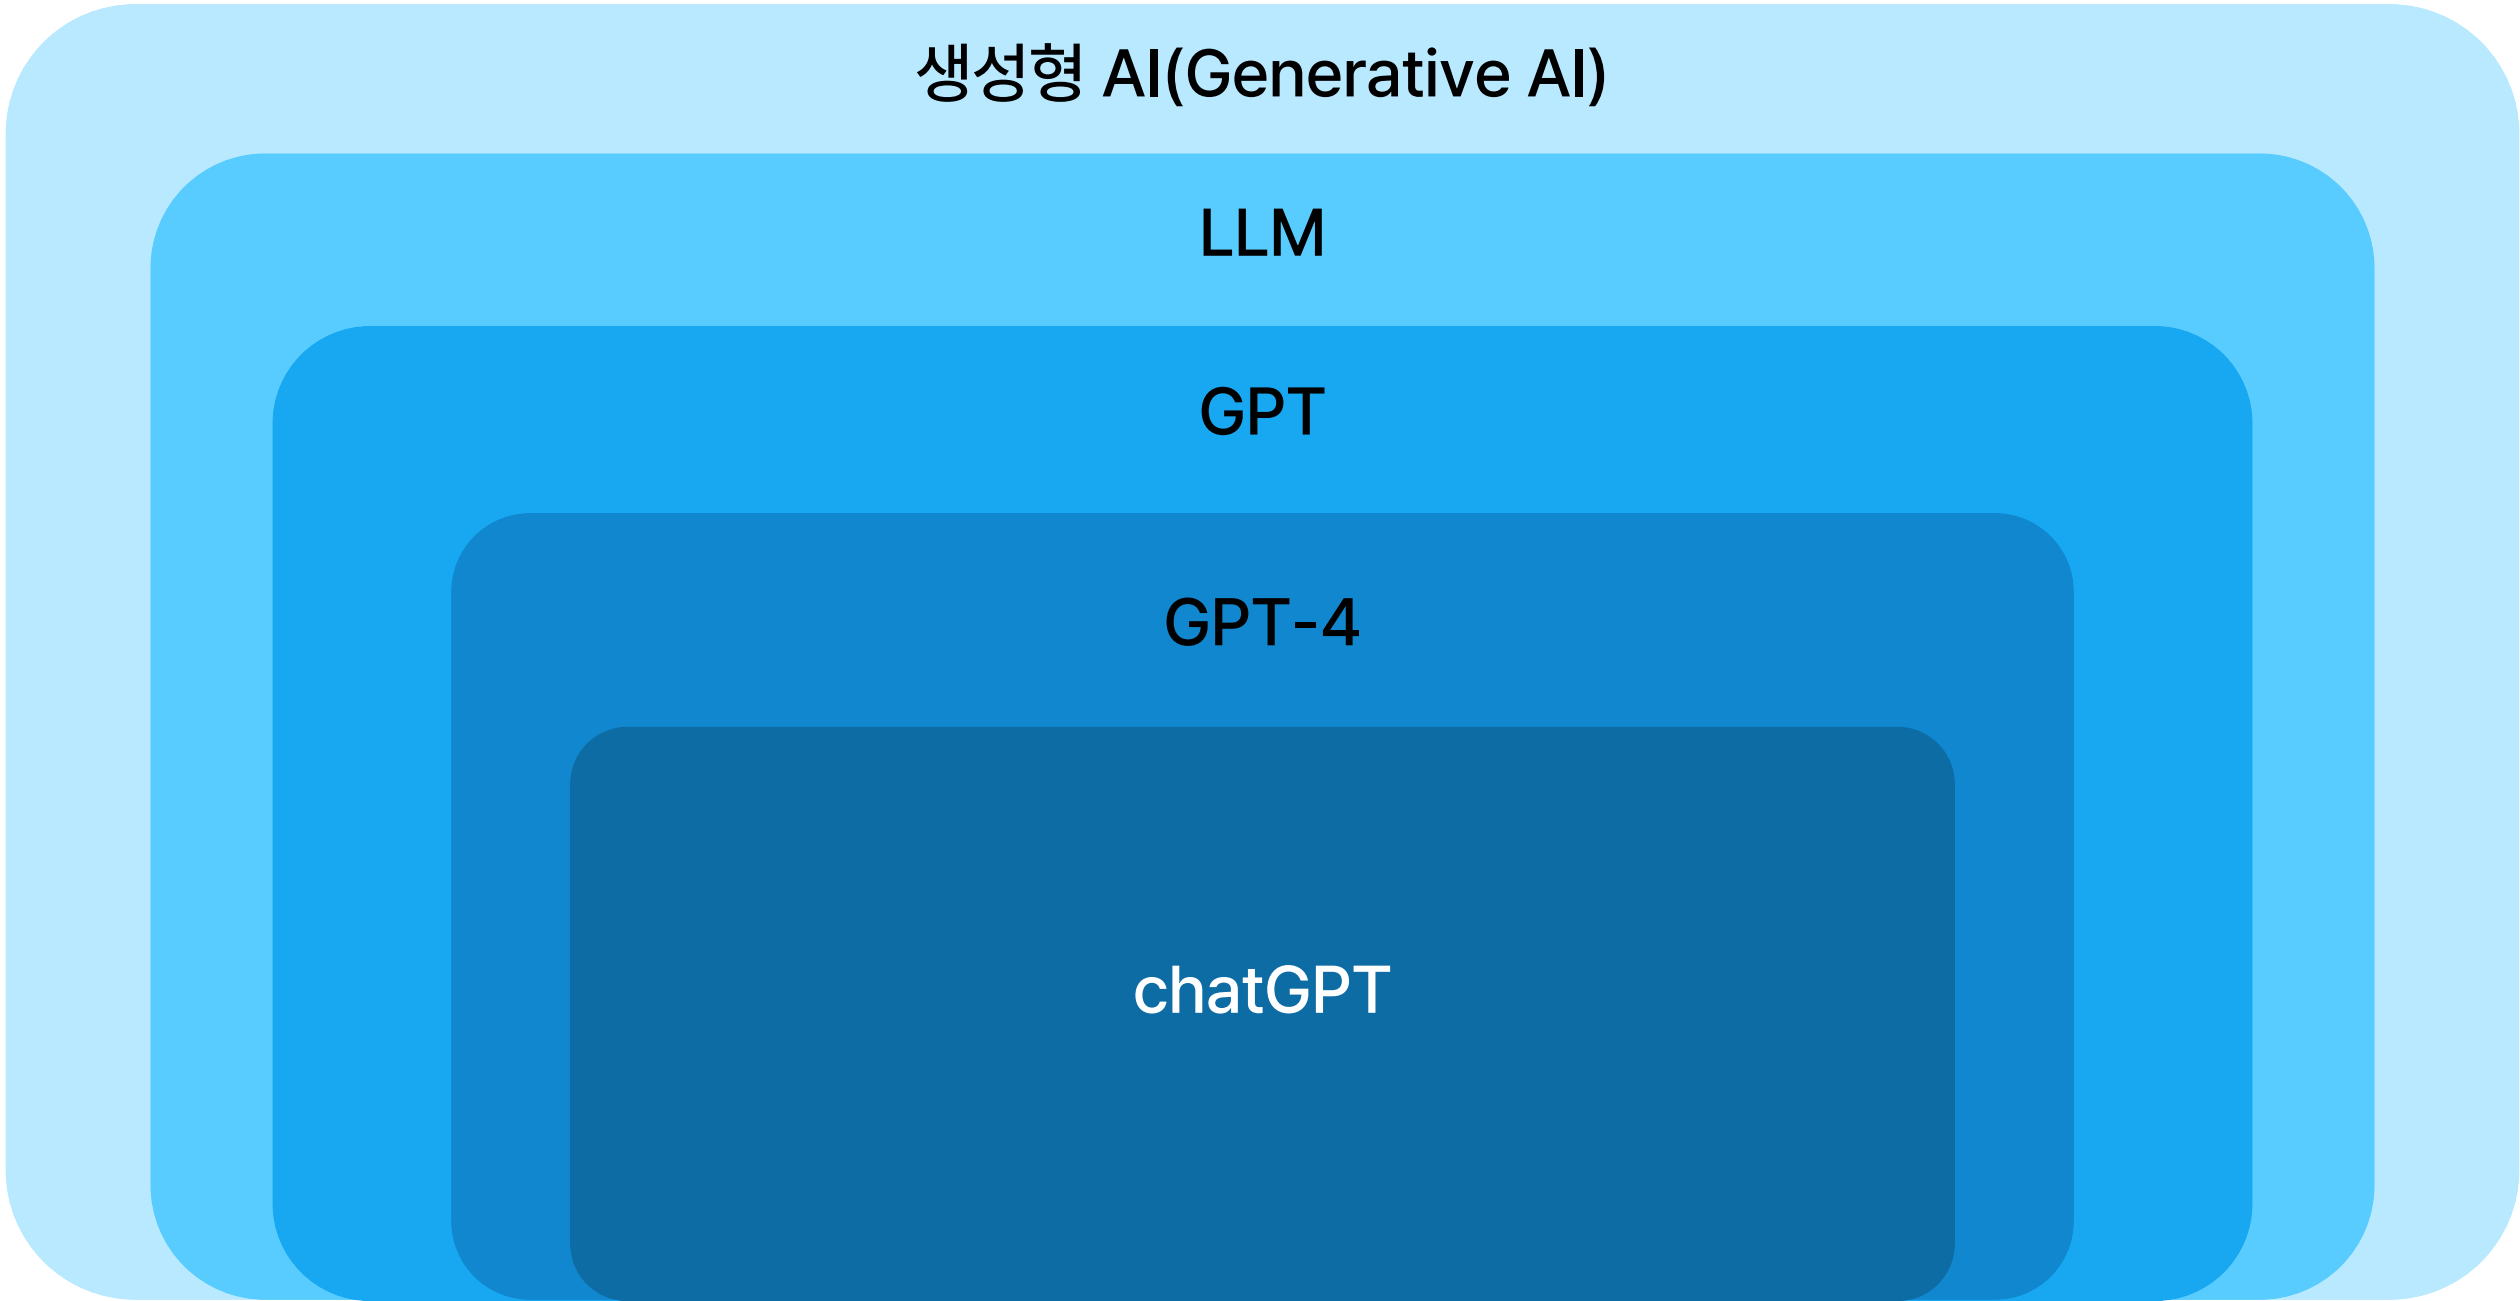 생성형 AI(Generative AI)
LLM
GPT
GPT-4
chatGPT